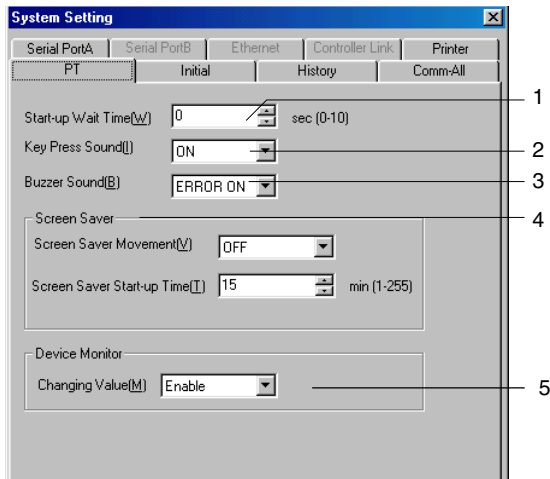 System Setting
Serial PortA Serial PortB Ethernet Controller Link Printer
PT Initial History Comm-All
Start-up Wait Time(W) 0 sec (0-10) 1
Key Press Sound(I) ON 2
Buzzer Sound(B) ERROR ON 3
Screen Saver 4
Screen Saver Movement(V) OFF
Screen Saver Start-up Time(T) 15 min (1-255)
Device Monitor
Changing Value(M) Enable 5